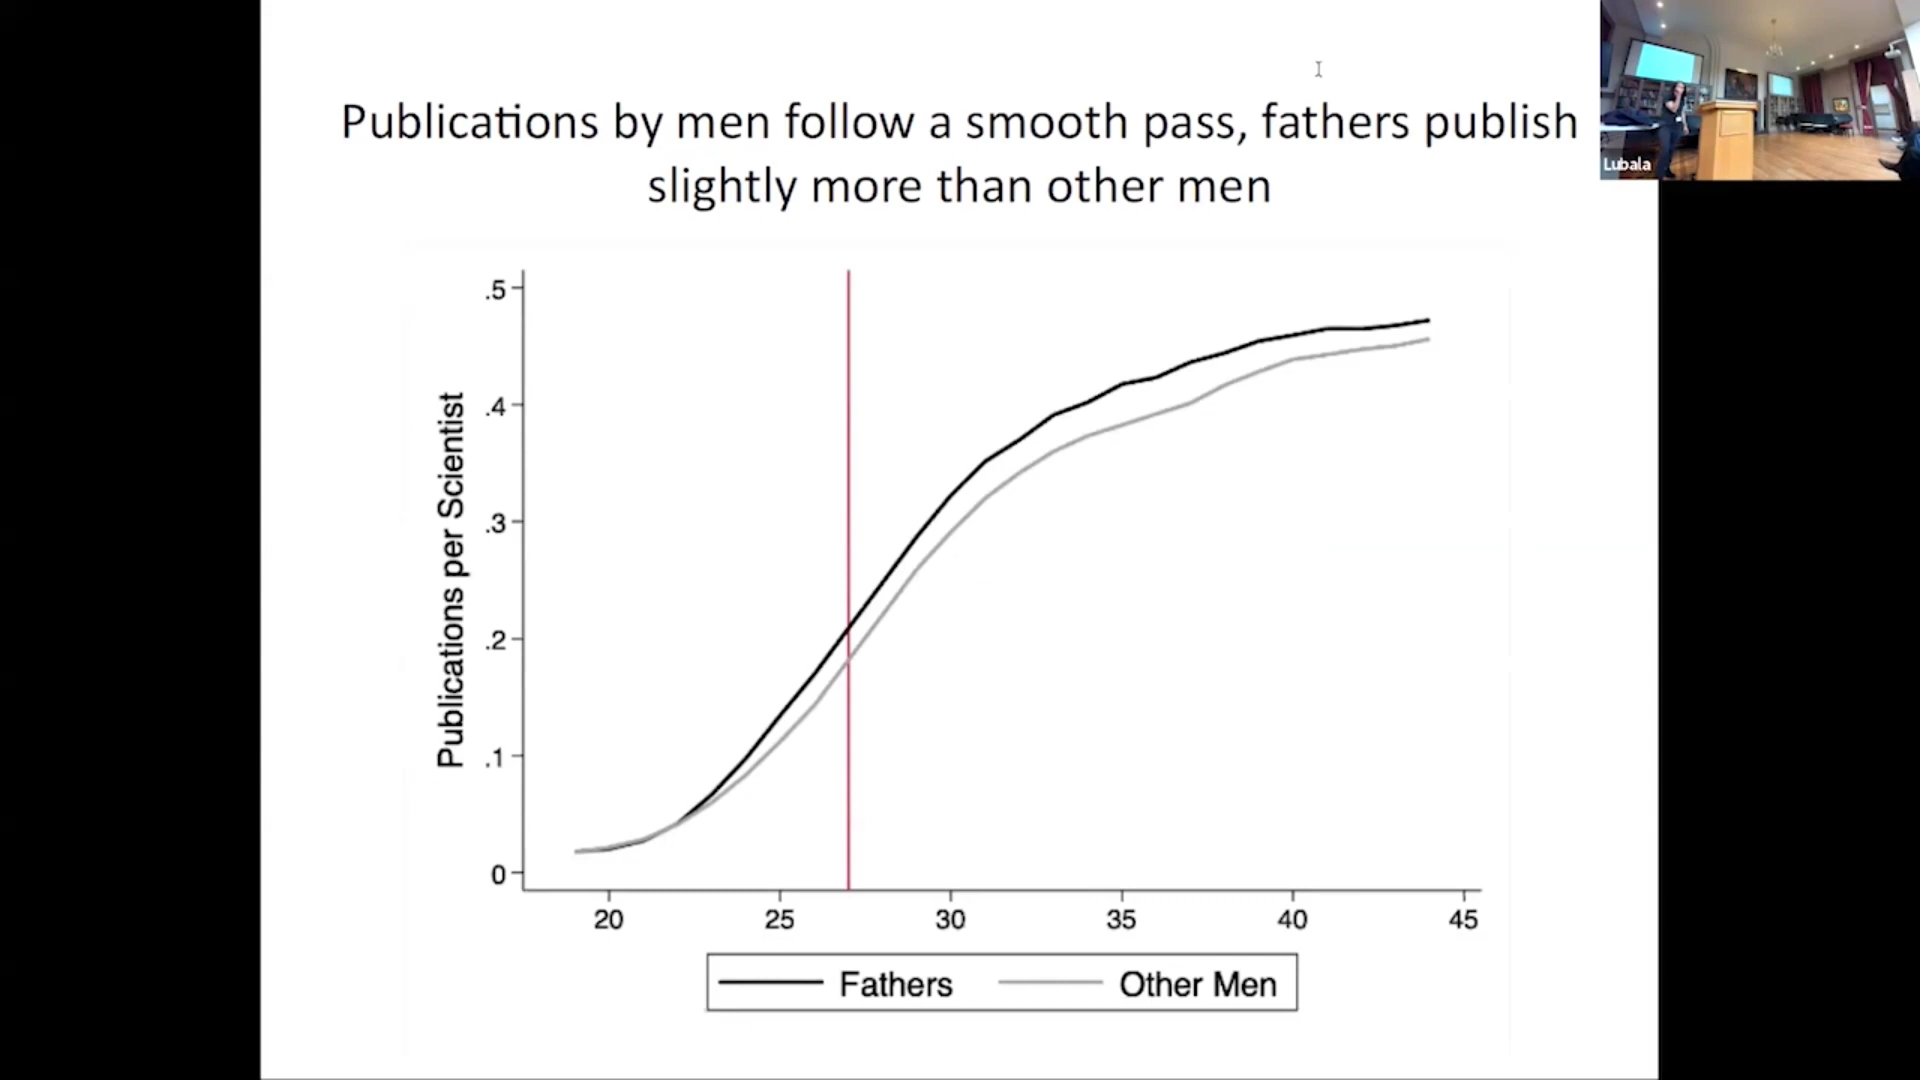 Publications by men follow a smooth pass, fathers publish
slightly more than other men
Lubala
Publications per Scientist
.5
.4
.3
.2
.1
0
20 25 30 35 40 45
Fathers Other Men